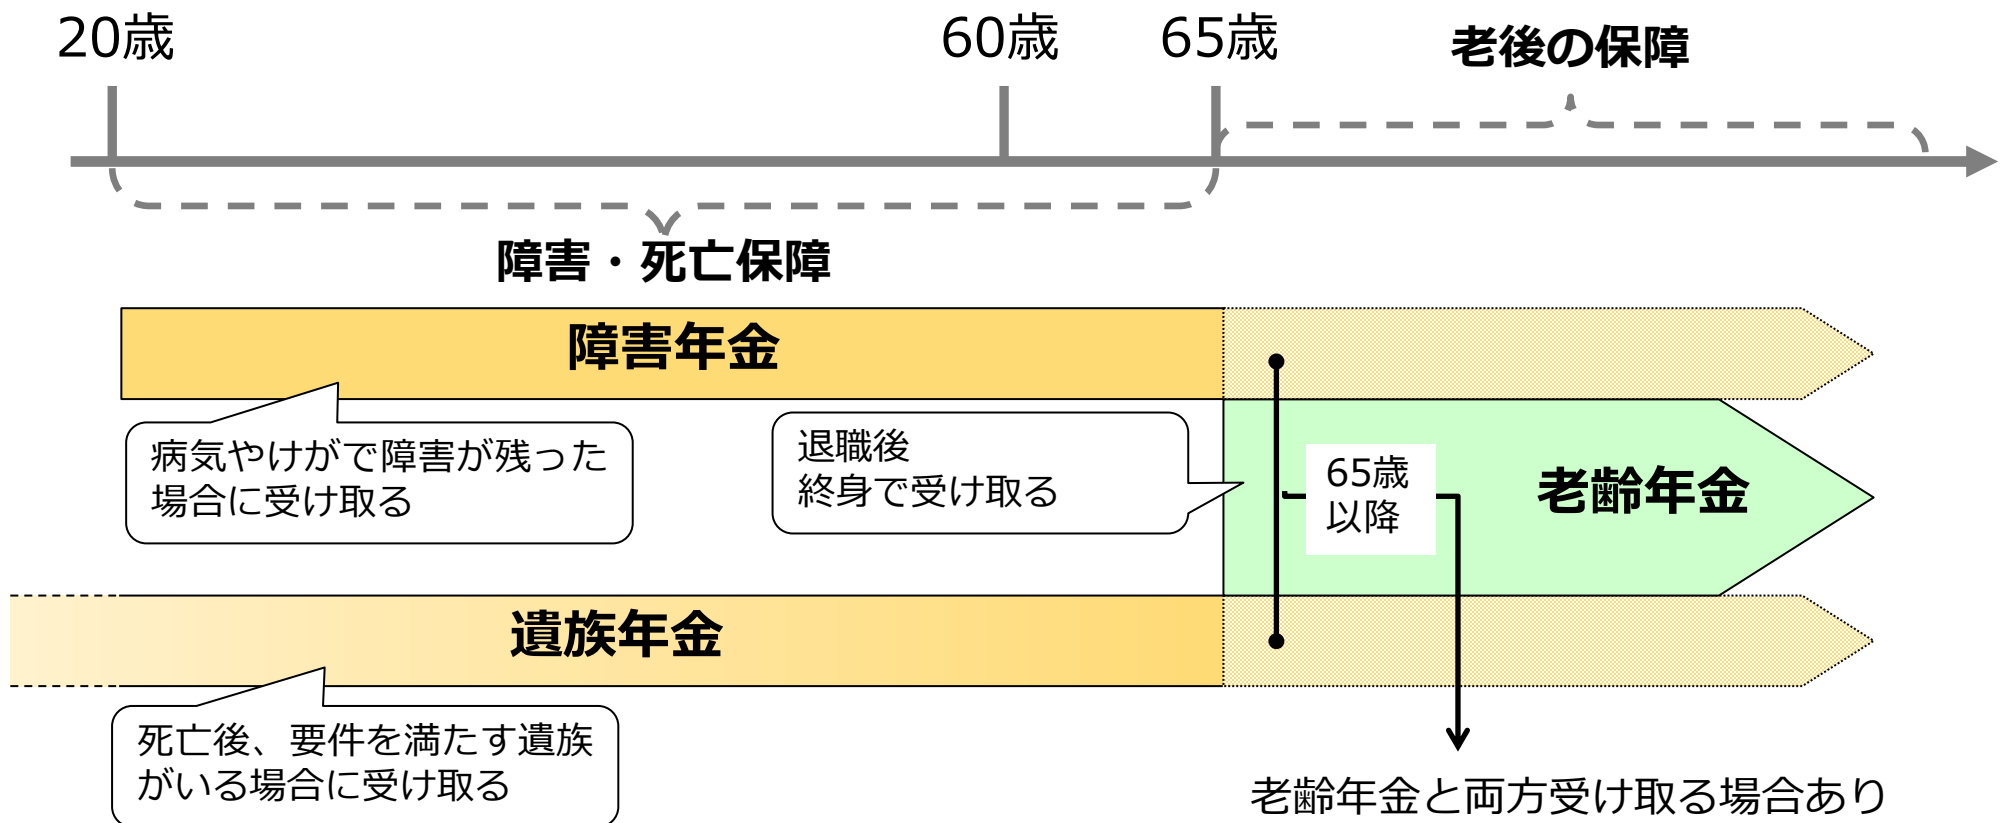 20歳
60歳
65歳
老後の保障
障害・死亡保障
障害年金
病気やけがで障害が残った
場合に受け取る
退職後
終身で受け取る
65歳
以降
老齢年金
遺族年金
死亡後、要件を満たす遺族
がいる場合に受け取る
老齢年金と両方受け取る場合あり